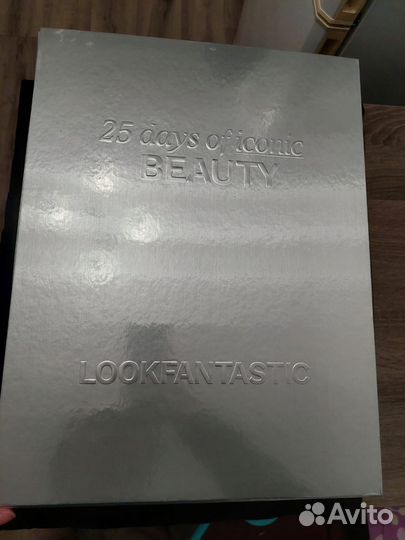 25 days of iconic
BEAUTY
LOOKFANTASTIC
Avito